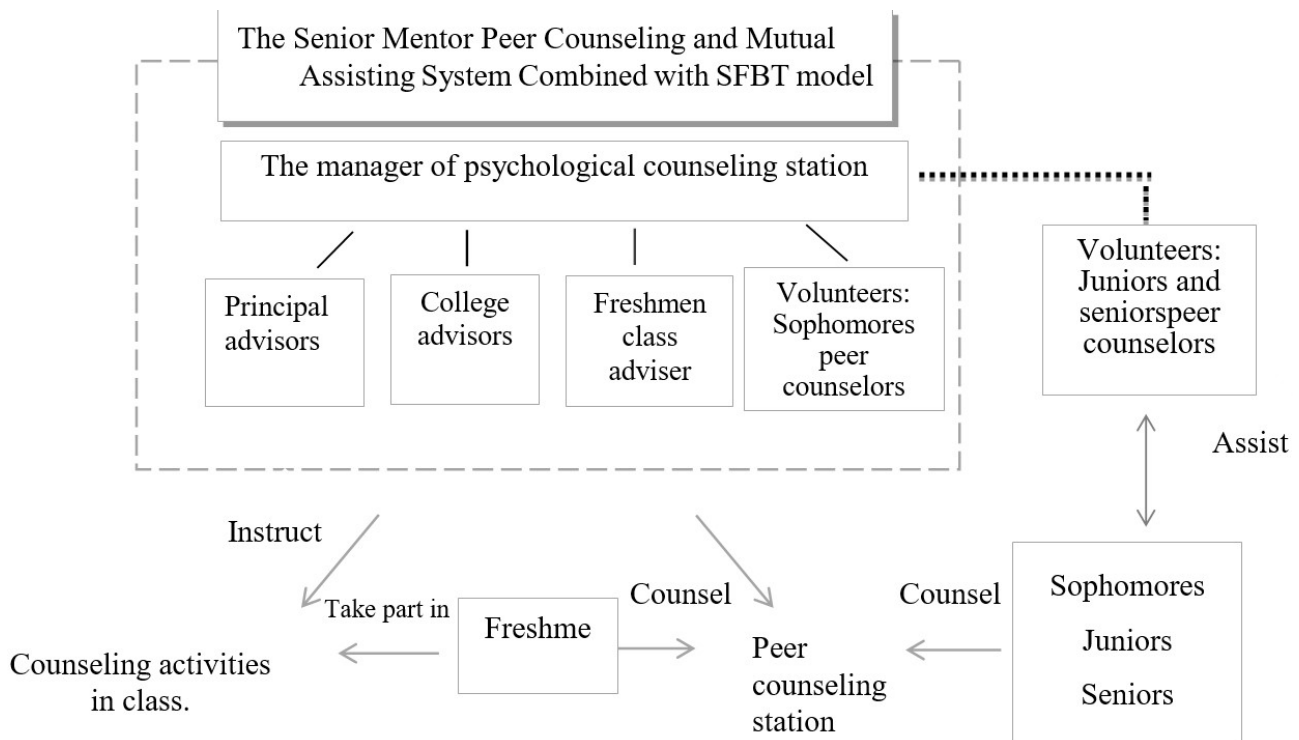 The Senior Mentor Peer Counseling and Mutual
Assisting System Combined with SFBT model
The manager of psychological counseling station
Principal
advisors
College
advisors
Freshmen
class
adviser
Volunteers:
Sophomores
peer
counselors
Volunteers:
Juniors and
seniorspeer
counselors
Assist
Instruct
Take part in
Freshme
Counsel
Counsel
Counseling activities
in class.
Peer
counseling
station
Sophomores
Juniors
Seniors